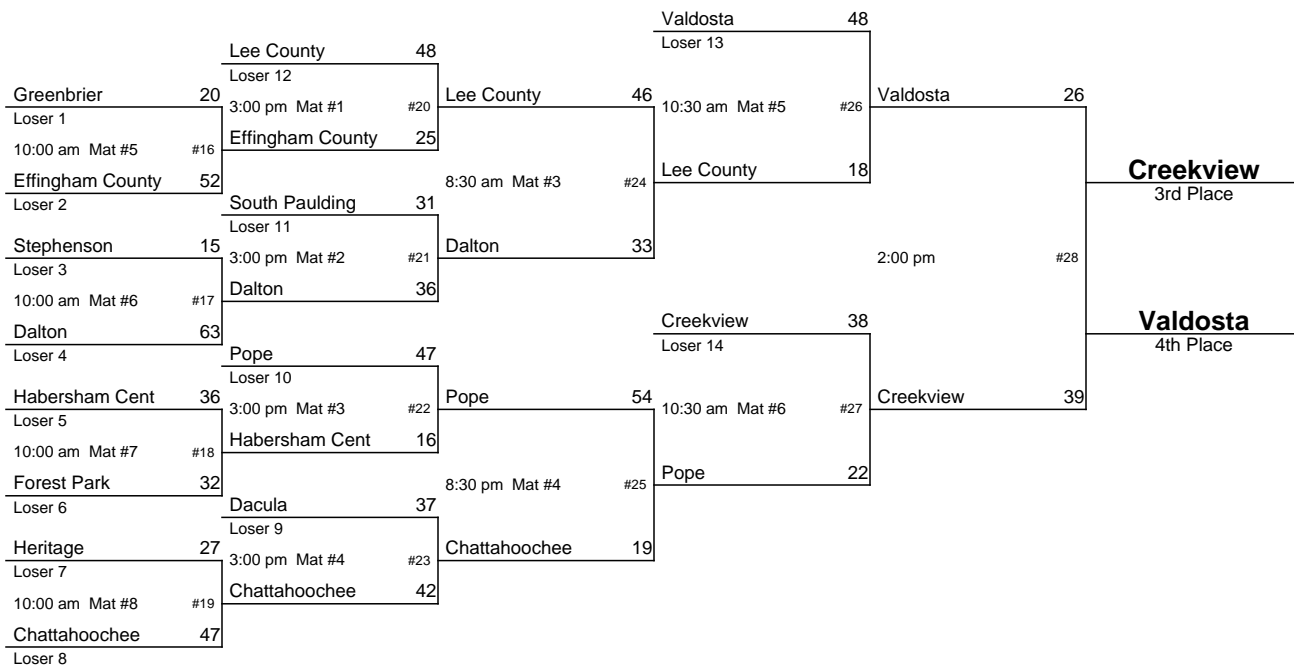 Greenbrier 20
Loser 1
10:00 am Mat #5 #16
Effingham County 52
Loser 2
Stephenson 15
Loser 3
10:00 am Mat #6 #17
Dalton 63
Loser 4
Habersham Cent 36
Loser 5
10:00 am Mat #7 #18
Forest Park 32
Loser 6
Heritage 27
Loser 7
10:00 am Mat #8 #19
Chattahoochee 47
Loser 8
Lee County 48
Loser 12
3:00 pm Mat #1 #20
Effingham County 25
South Paulding 31
Loser 11
3:00 pm Mat #2 #21
Dalton 36
Pope 47
Loser 10
3:00 pm Mat #3 #22
Habersham Cent 16
Dacula 37
Loser 9
3:00 pm Mat #4 #23
Chattahoochee 42
Lee County 46
8:30 am Mat #3 #24
Dalton 33
Pope 54
8:30 pm Mat #4 #25
Chattahoochee 19
Valdosta 48
Loser 13
10:30 am Mat #5 #26
Lee County 18
Creekview 38
Loser 14
10:30 am Mat #6 #27
Pope 22
Valdosta 26
2:00 pm #28
Creekview 39
Creekview
3rd Place
Valdosta
4th Place